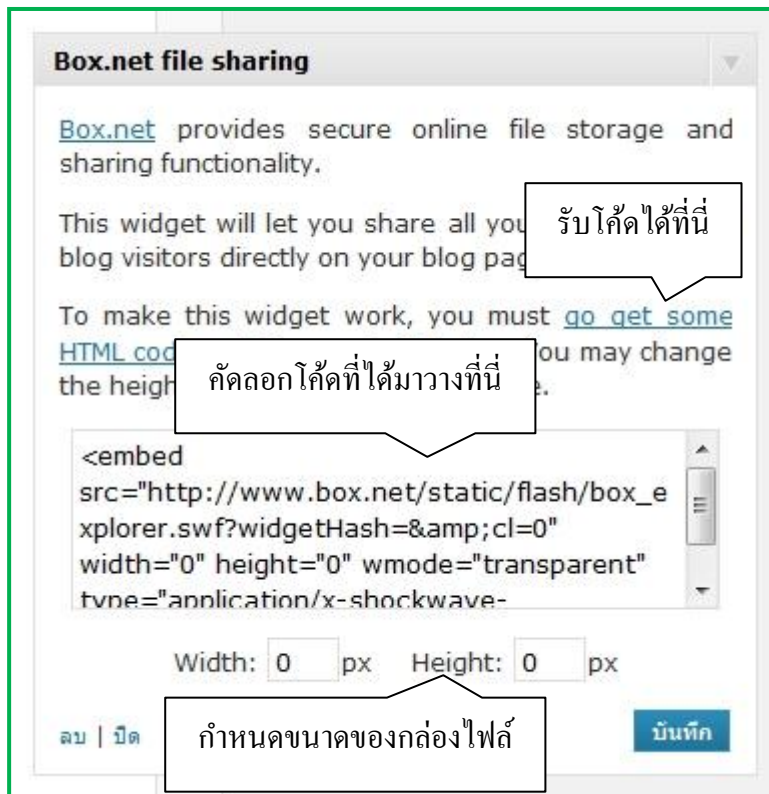 Box.net file sharing
Box.net provides secure online file storage and
sharing functionality.
This widget will let you share all you
blog visitors directly on your blog pag
รับโค้ดได้ที่นี่
To make this widget work, you must go get some
HTML cod ou may change
the heigh e.
คัดลอกโค้ดที่ได้มาวางที่นี่
<embed
src="http://www.box.net/static/flash/box_e
xplorer.swf?widgetHash=&amp;cl=0"
width="0" height="0" wmode="transparent"
type="application/x-shockwave-
Width: 0 px Height: 0 px
กำหนดขนาดของกล่องไฟล์
ลบ | ปิด
บันทึก